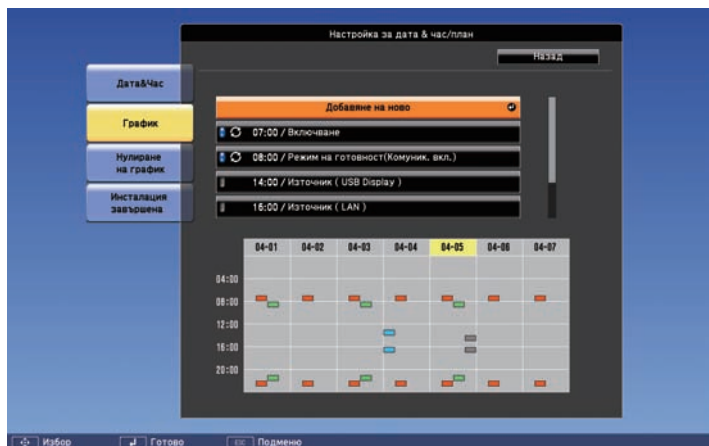 Настройка за дата & час/план
Назад
Дата&Час
График
Нулиране
на график
Инсталация
завършена
Добавяне на ново
07:00 / Включване
08:00 / Режим на готовност(Комуник. вкл.)
14:00 / Източник ( USB Display )
16:00 / Източник ( LAN )
04-01 04-02 04-03 04-04 04-05 04-06 04-07
04:00
08:00
12:00
16:00
20:00
Избор Готово Esc Подменю